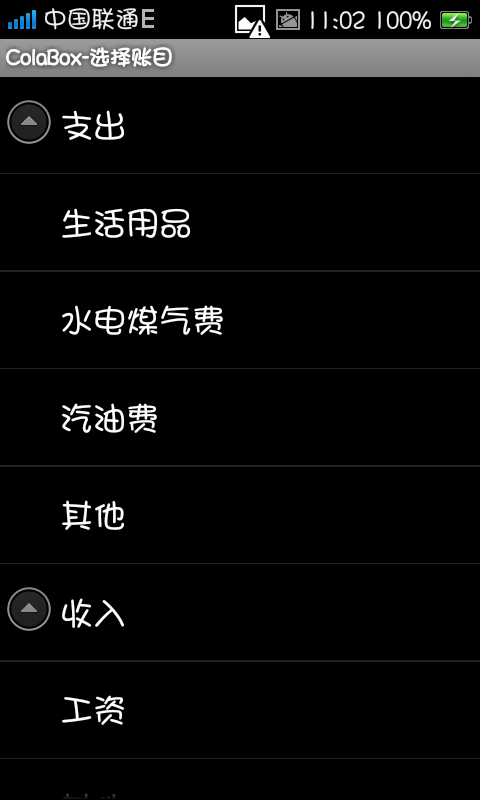 中国联通E 11:02 100%
ColaBox-选择账目
支出
生活用品
水电煤气费
汽油费
其他
收入
工资